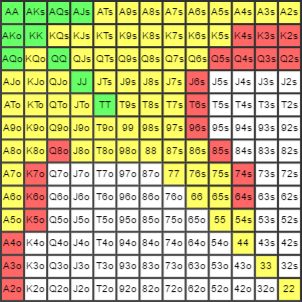 AA AKs AQs AJs ATs A9s A8s A7s A6s A5s A4s A3s A2s
AKo KK KQs KJs KTs K9s K8s K7s K6s K5s K4s K3s K2s
AQo KQo QQ QJs QTs Q9s Q8s Q7s Q6s Q5s Q4s Q3s Q2s
AJo KJo QJo JJ JTs J9s J8s J7s J6s J5s J4s J3s J2s
ATo KTo QTo JTo TT T9s T8s T7s T6s T5s T4s T3s T2s
A9o K9o Q9o J9o T9o 99 98s 97s 96s 95s 94s 93s 92s
A8o K8o Q8o J8o T8o 98o 88 87s 86s 85s 84s 83s 82s
A7o K7o Q7o J7o T7o 97o 87o 77 76s 75s 74s 73s 72s
A6o K6o Q6o J6o T6o 96o 86o 76o 66 65s 64s 63s 62s
A5o K5o Q5o J5o T5o 95o 85o 75o 65o 55 54s 53s 52s
A4o K4o Q4o J4o T4o 94o 84o 74o 64o 54o 44 43s 42s
A3o K3o Q3o J3o T3o 93o 83o 73o 63o 53o 43o 33 32s
A2o K2o Q2o J2o T2o 92o 82o 72o 62o 52o 42o 32o 22